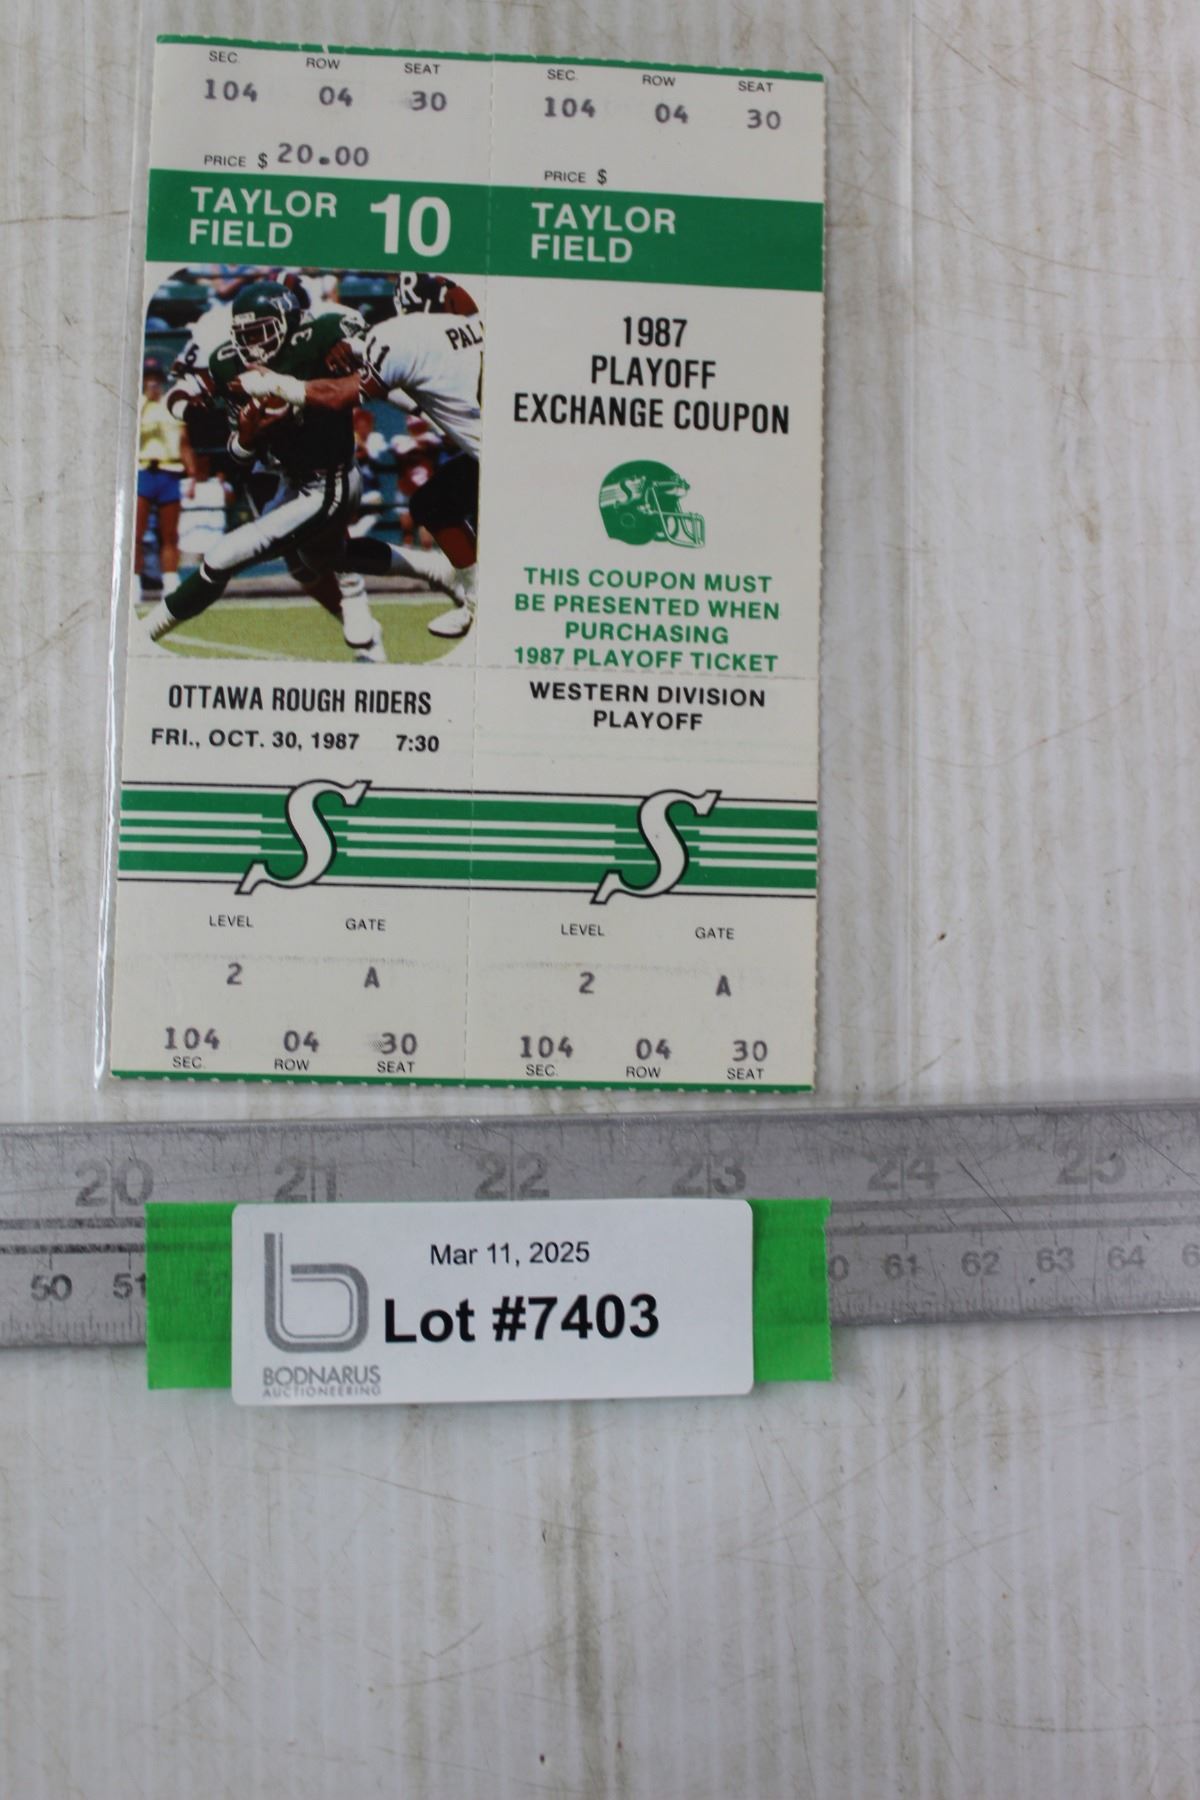 SEC. ROW SEAT
104 04 30
PRICE $ 20.00
TAYLOR
FIELD
10
PAL
R
OTTAWA ROUGH RIDERS
FRI., OCT. 30, 1987 7:30
S
LEVEL GATE
2 A
104 04 30
SEC. ROW SEAT
SEC. ROW SEAT
104 04 30
PRICE $
TAYLOR
FIELD
1987
PLAYOFF
EXCHANGE COUPON
S
THIS COUPON MUST
BE PRESENTED WHEN
PURCHASING
1987 PLAYOFF TICKET
WESTERN DIVISION
PLAYOFF
S
LEVEL GATE
2 A
104 04 30
SEC. ROW SEAT
20 21 22 23 24 25
50 51 52 60 61 62 63 64
Mar 11, 2025
Lot #7403
BODNARUS
AUCTIONEERING